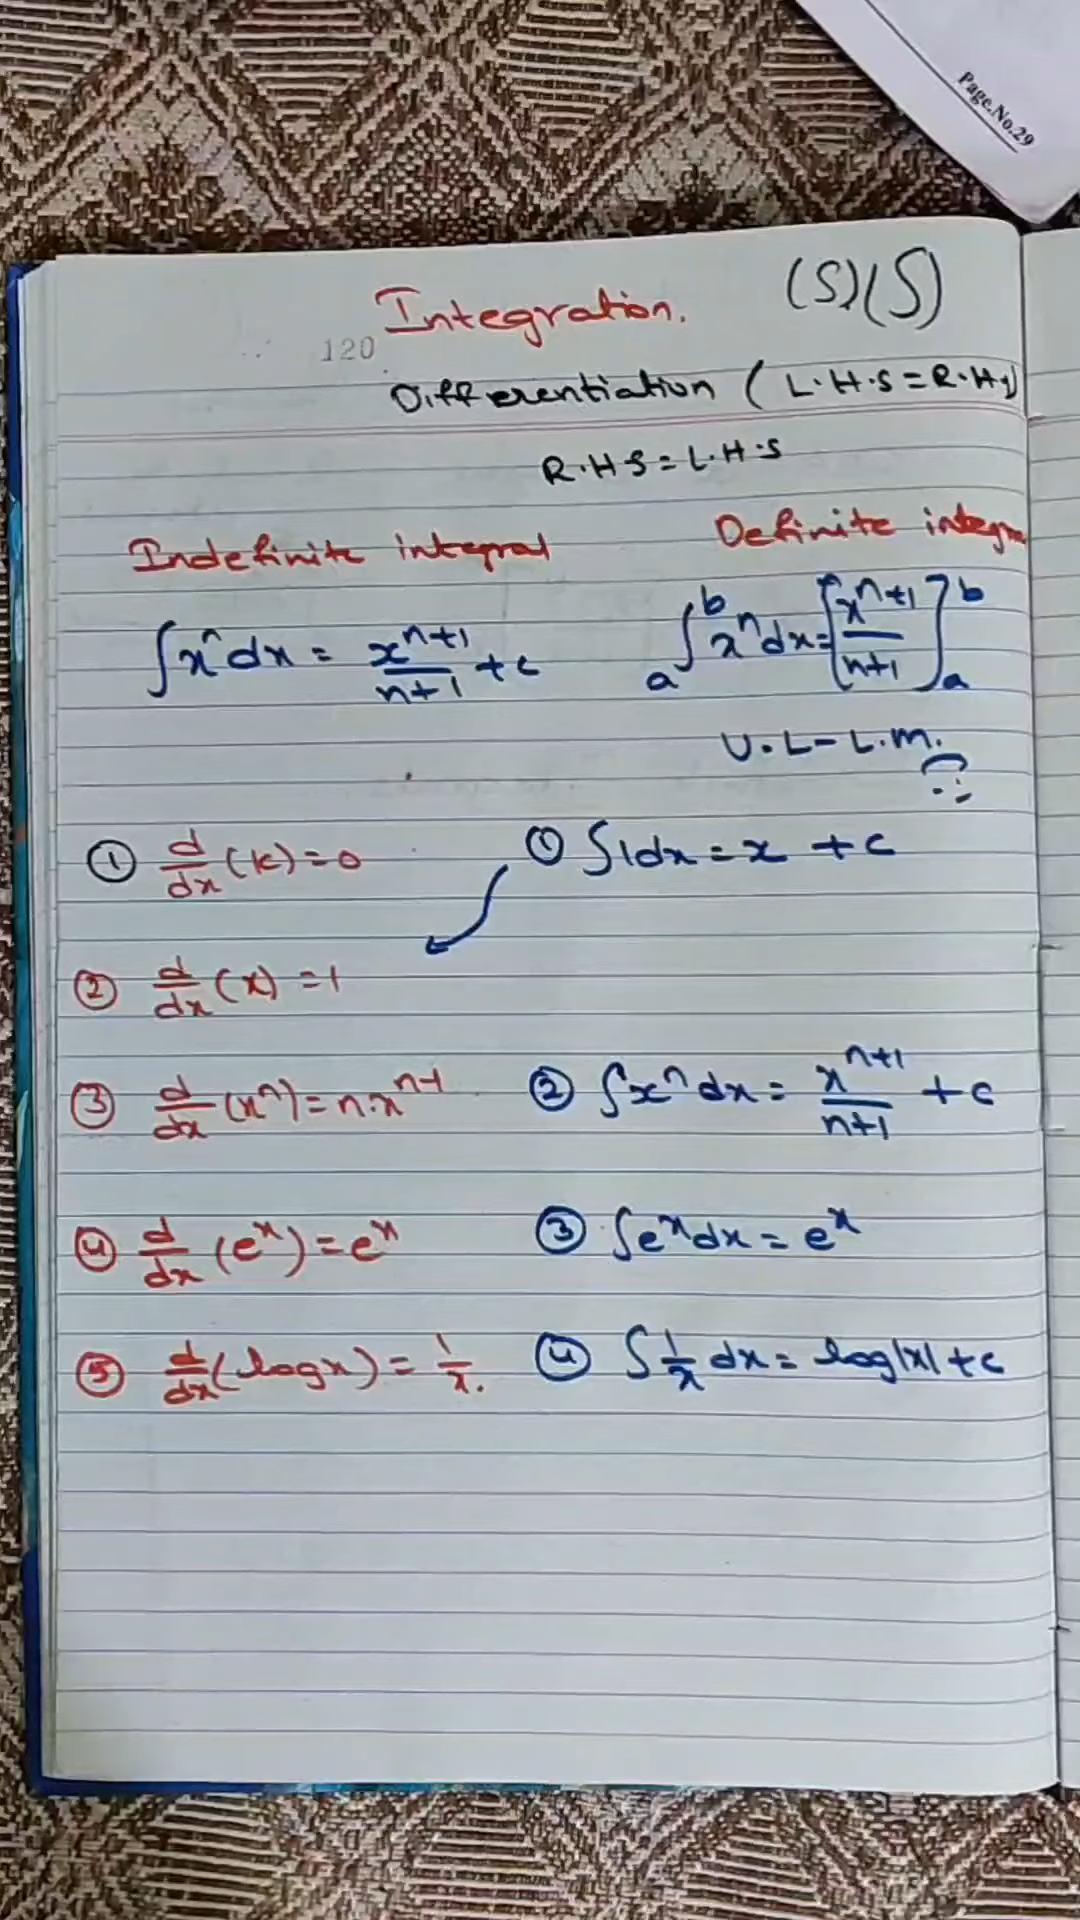 Page.No.29
Integration. (S)(∫)
120
Differentiation (L.H.S=R.H.S)
R.H.S=L.H.S
Indefinite integral
Definite integra
∫xⁿdx = xⁿ⁺¹/n+1 +c
a∫b xⁿdx=[xⁿ⁺¹/n+1]b a
U.L-L.M.
① d/dx (k)=0
① ∫1dx=x +c
② d/dx (x) =1
③ d/dx (xⁿ)=n.xⁿ⁻¹
② ∫xⁿdx= xⁿ⁺¹/n+1 +c
④ d/dx (eˣ)=eˣ
③ ∫eˣdx=eˣ
⑤ d/dx(logx)=1/x.
④ ∫1/x dx=log|x|+c